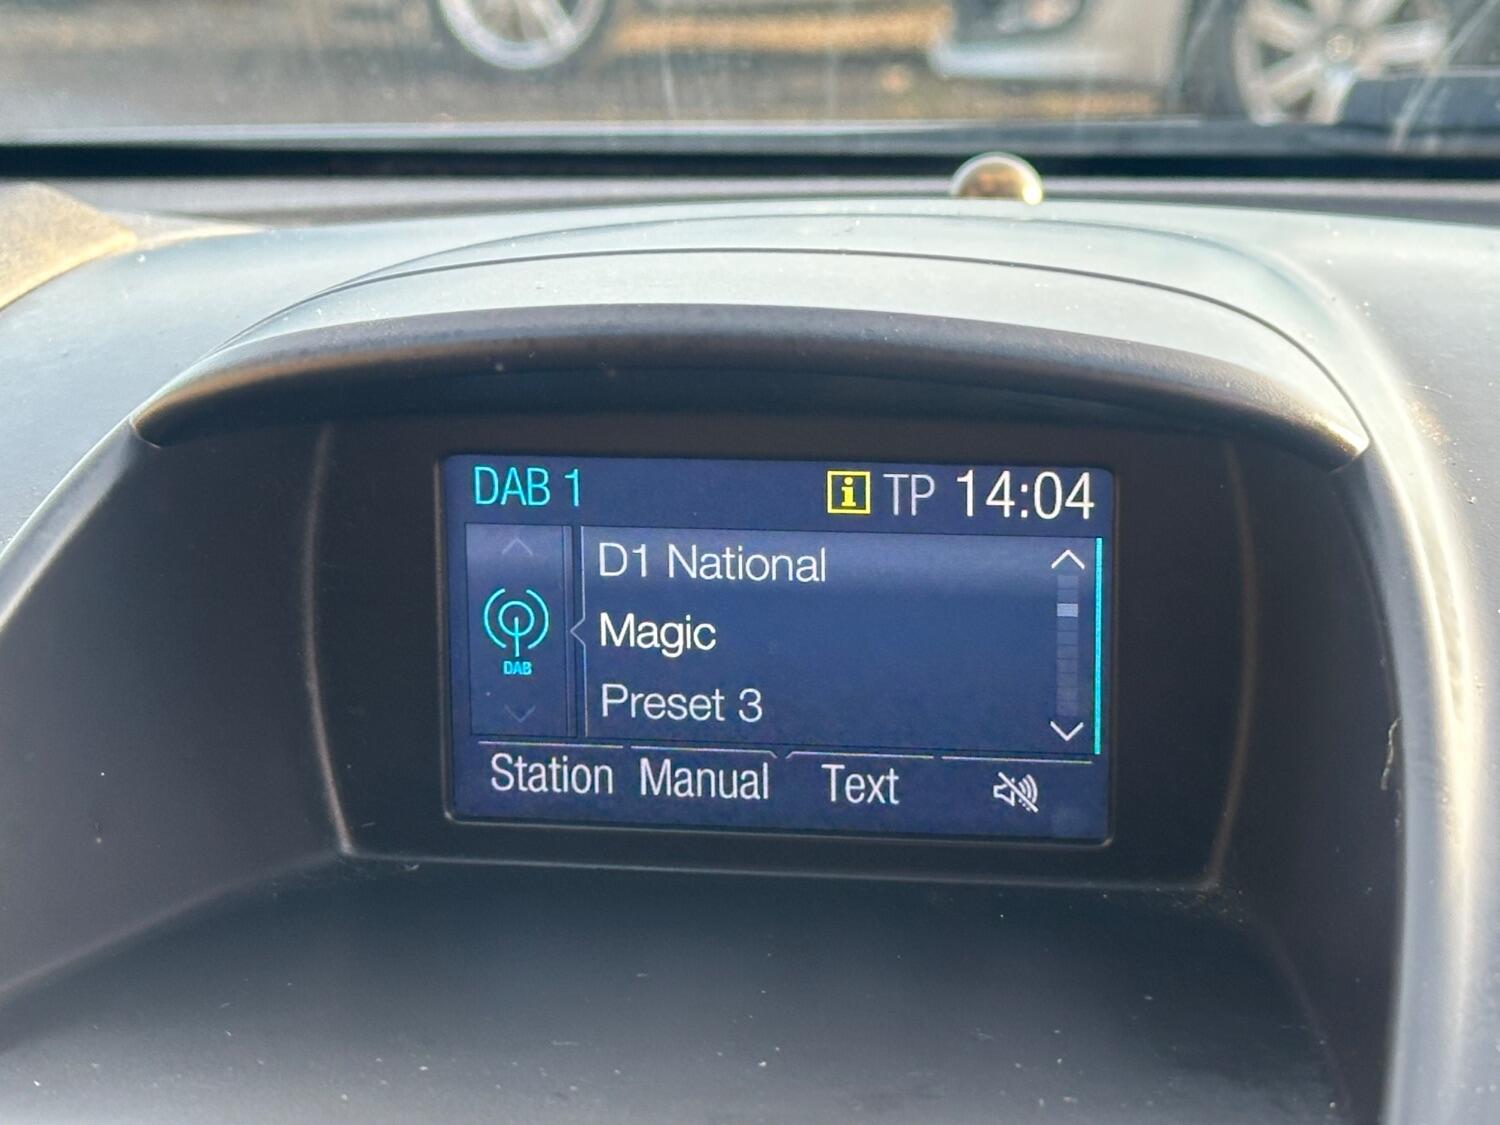 DAB 1 i TP 14:04
D1 National
Magic
DAB
Preset 3
Station Manual Text